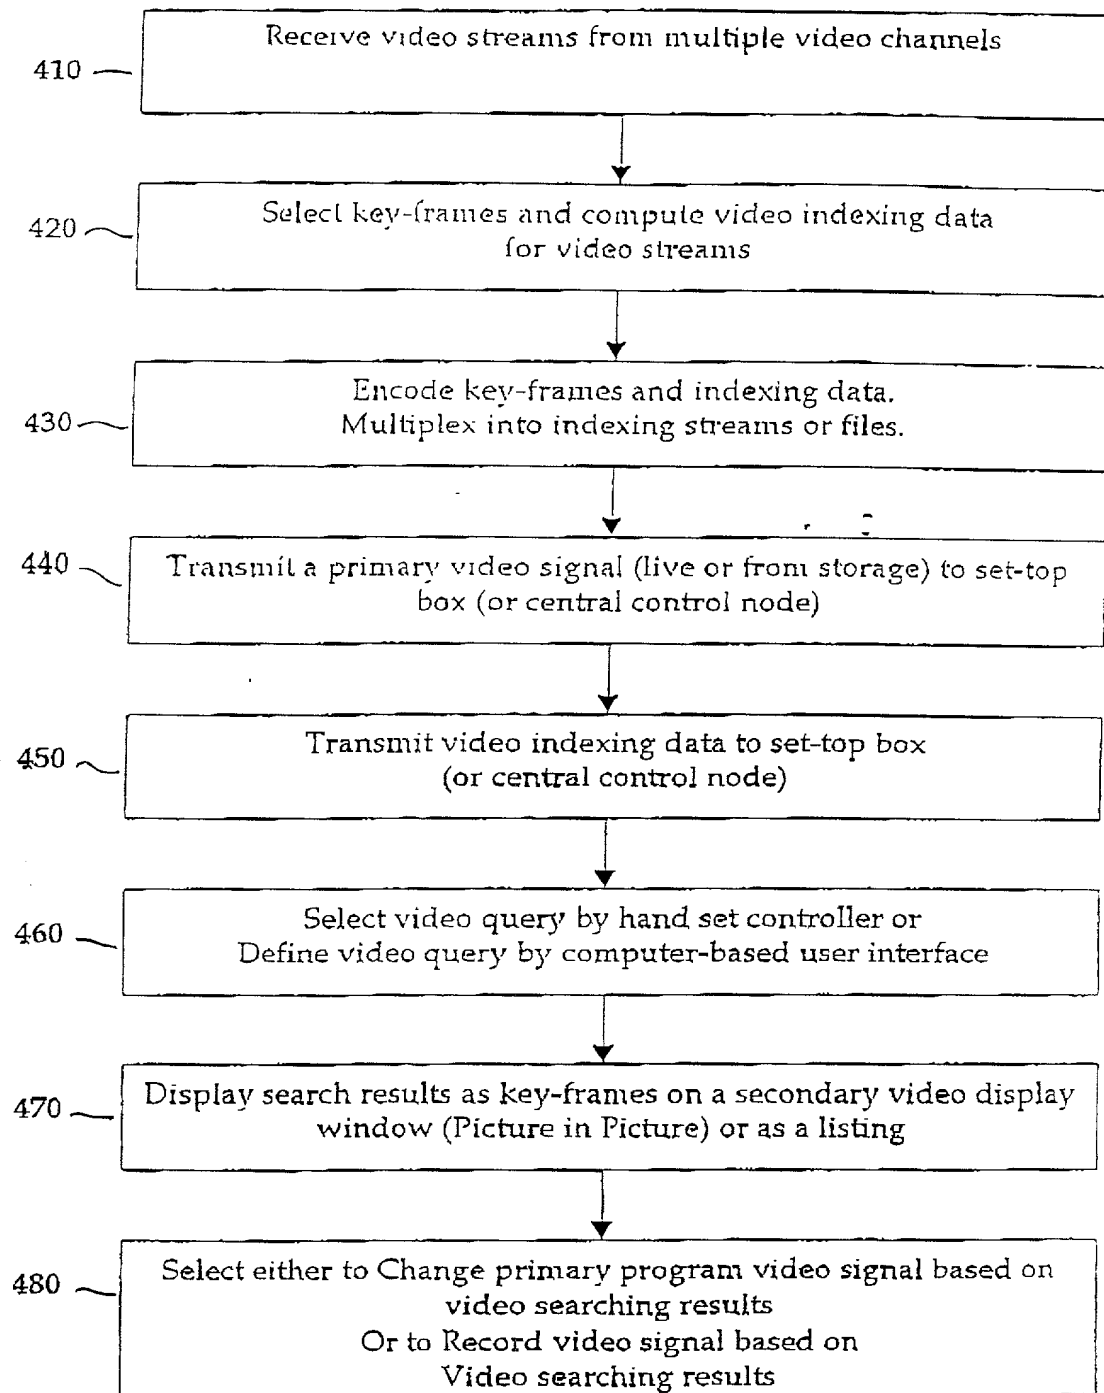 Receive video streams from multiple video channels
410
Select key-frames and compute video indexing data
for video streams
420
Encode key-frames and indexing data.
Multiplex into indexing streams or files.
430
Transmit a primary video signal (live or from storage) to set-top
box (or central control node)
440
Transmit video indexing data to set-top box
(or central control node)
450
Select video query by hand set controller or
Define video query by computer-based user interface
460
Display search results as key-frames on a secondary video display
window (Picture in Picture) or as a listing
470
Select either to Change primary program video signal based on
video searching results
Or to Record video signal based on
Video searching results
480